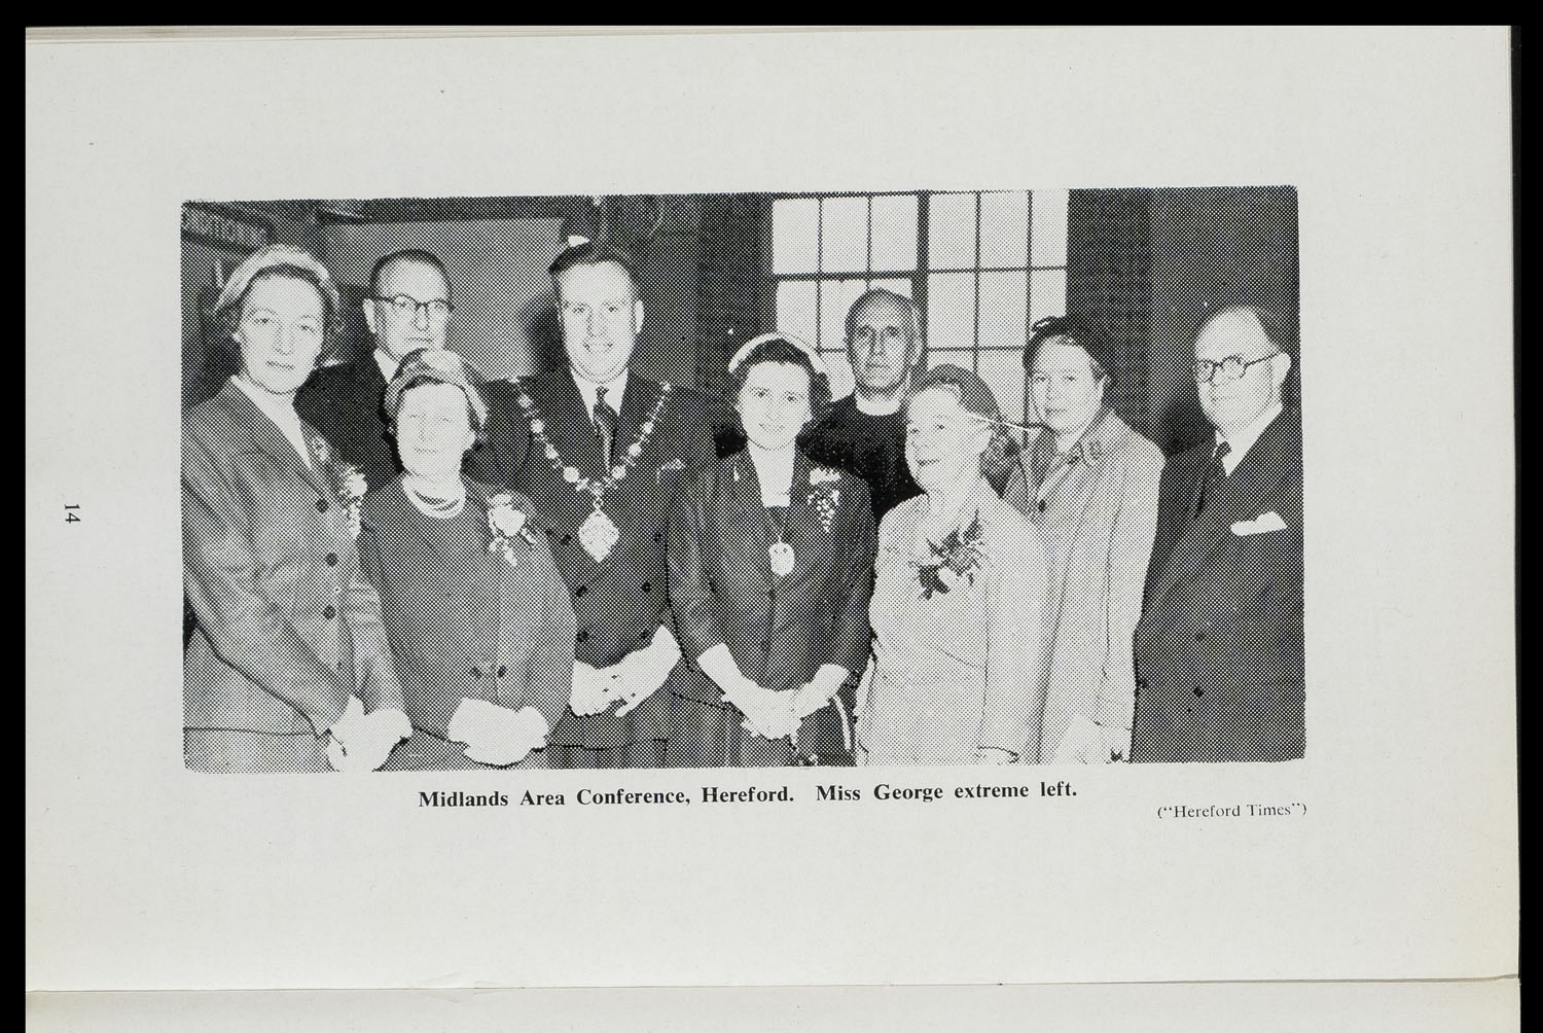 Midlands Area Conference, Hereford. Miss George extreme left.
("Hereford Times")
14